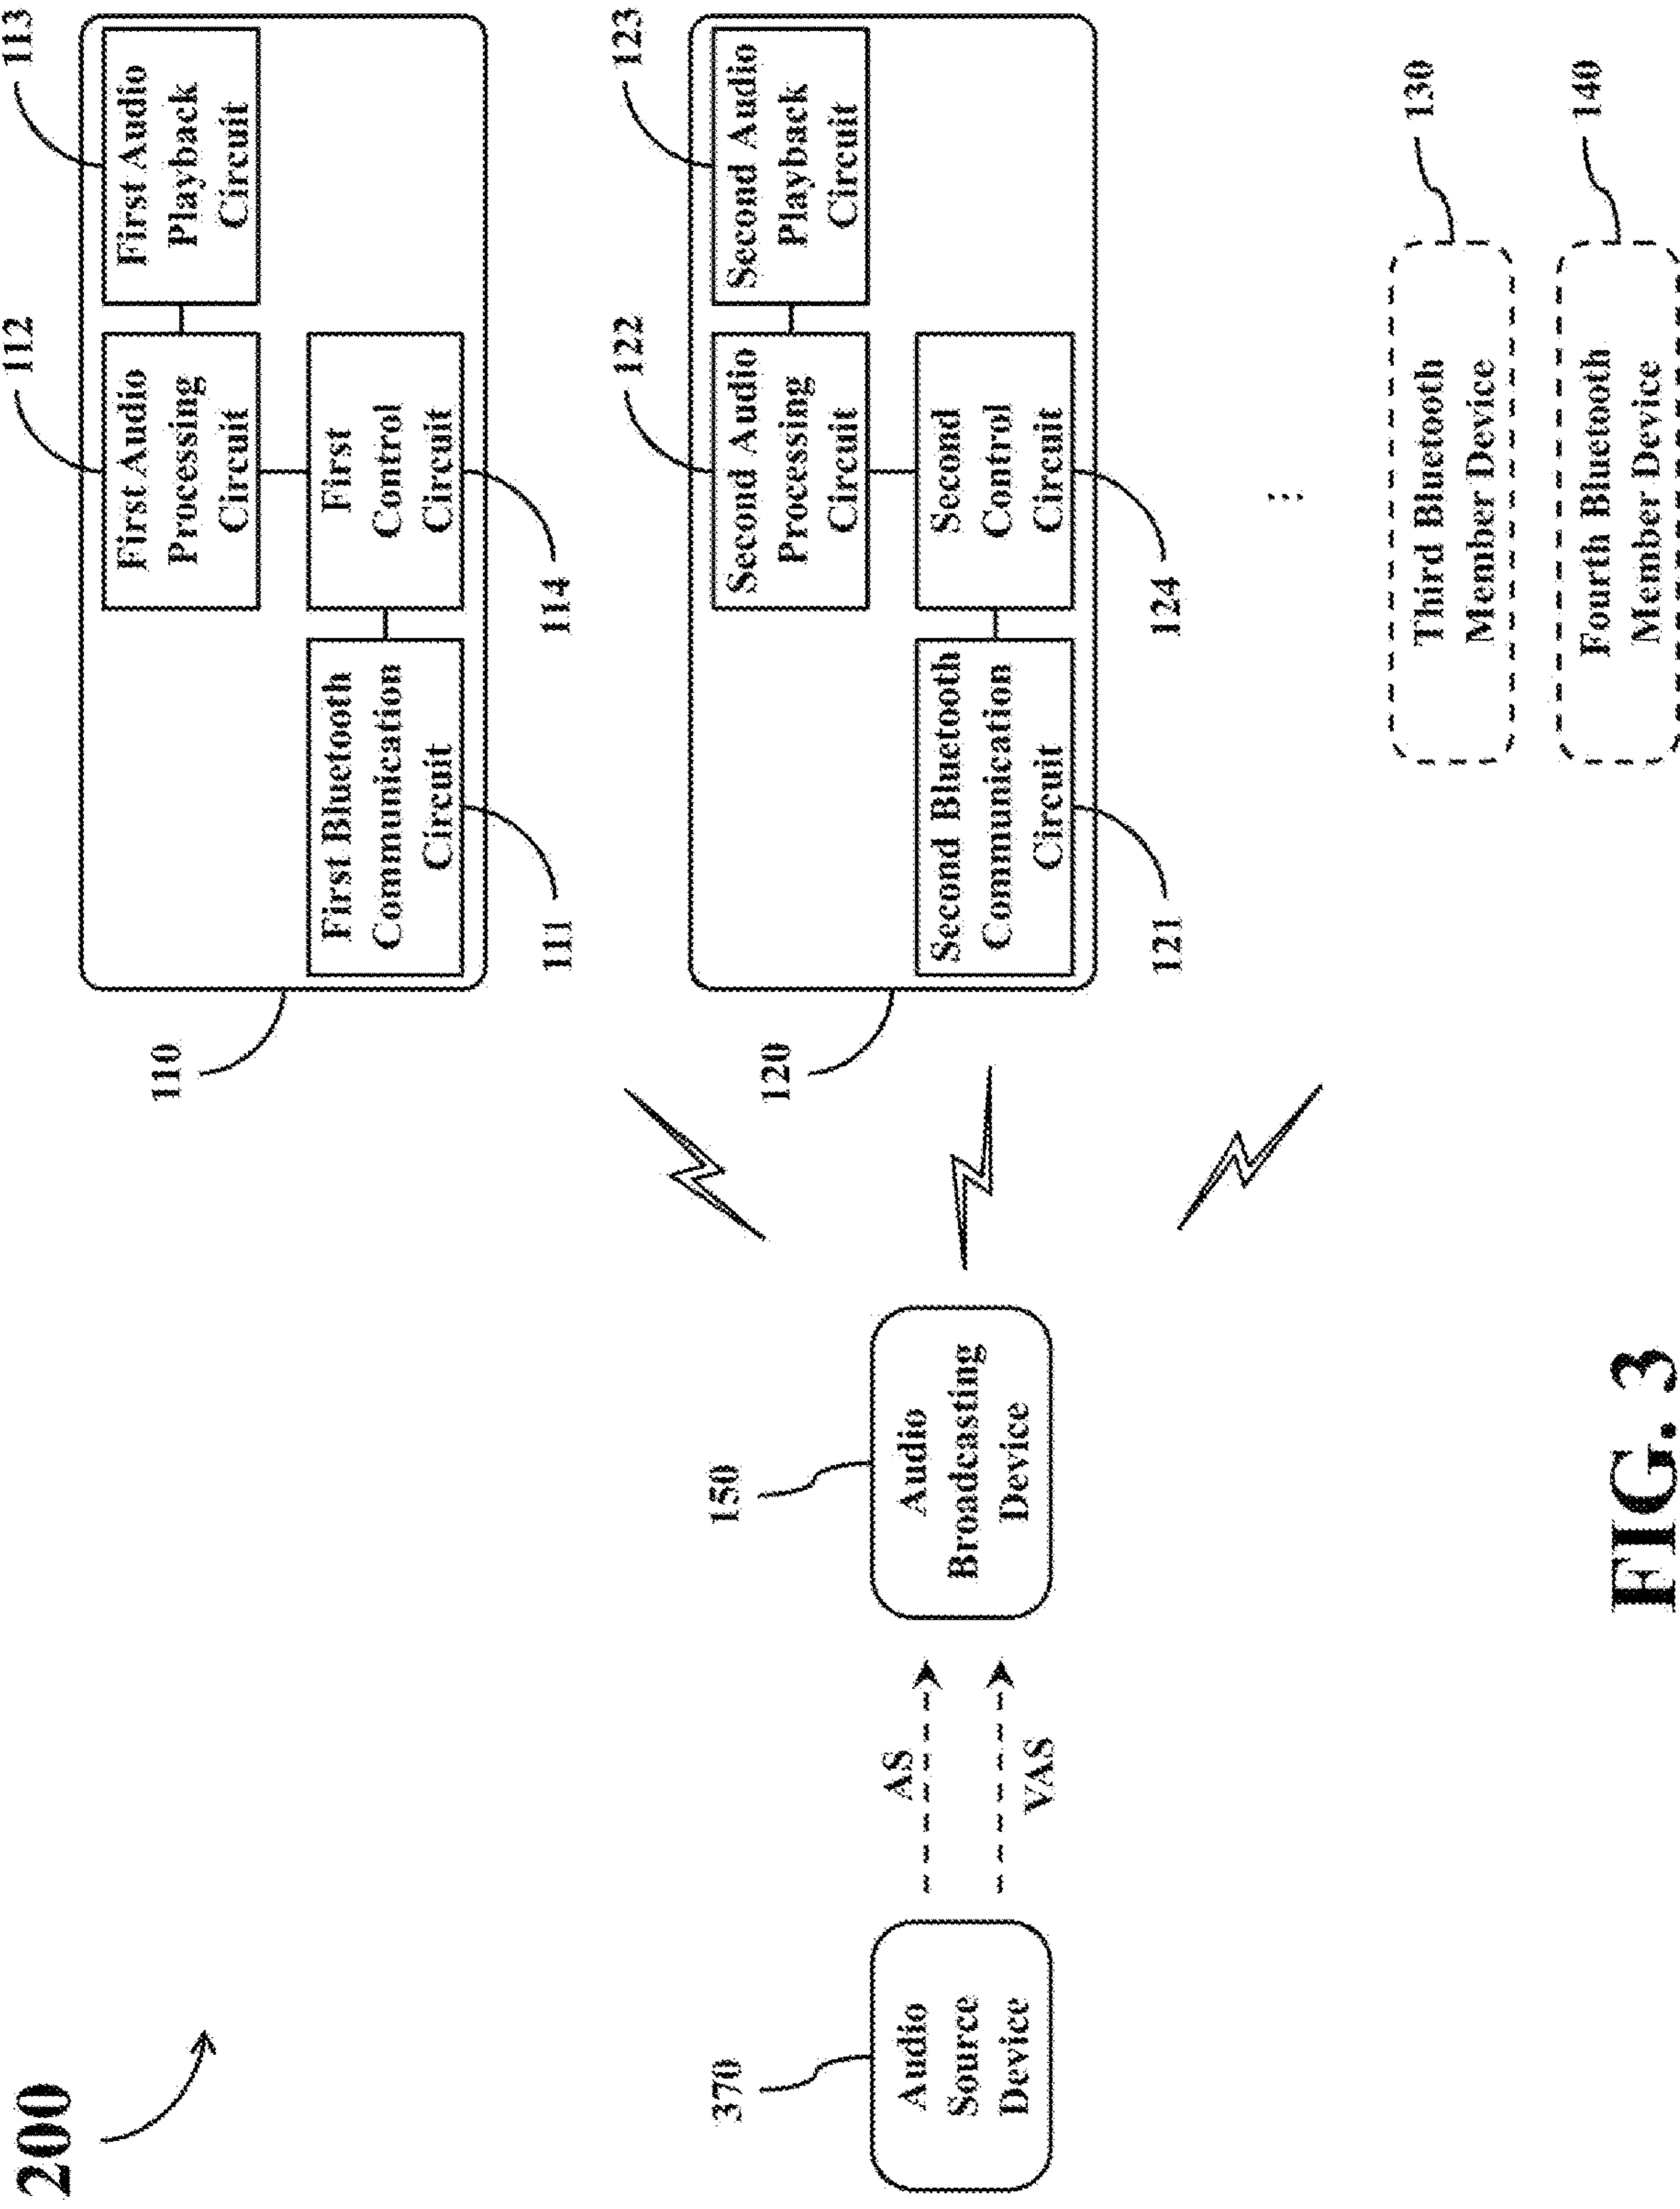 200
113
112
First Audio
Playback
Circuit
First Audio
Processing
Circuit
First
Control
Circuit
First Bluetooth
Communication
Circuit
114
111
110
123
122
Second Audio
Playback
Circuit
Second Audio
Processing
Circuit
Second
Control
Circuit
Second Bluetooth
Communication
Circuit
124
121
120
370
Audio
Source
Device
AS
VAS
150
Audio
Broadcasting
Device
130
Third Bluetooth
Member Device
140
Fourth Bluetooth
Member Device
FIG. 3